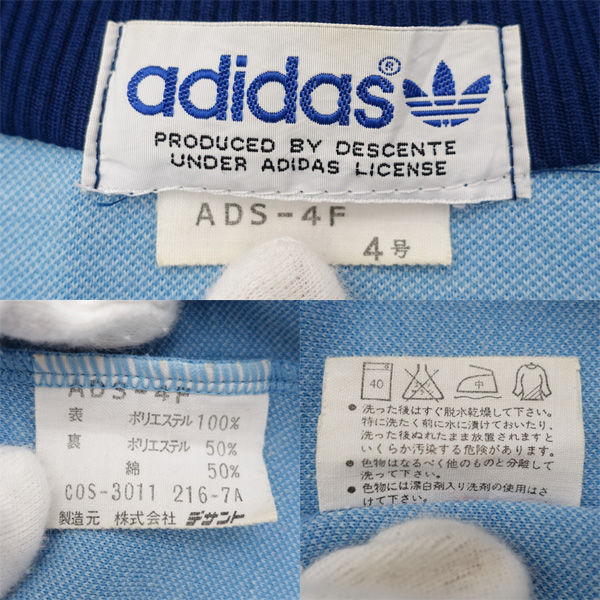 adidas®
PRODUCED BY DESCENTE
UNDER ADIDAS LICENSE
ADS-4F
4号
ADS-4F
表 ポリエステル 100%
裏 ポリエステル 50%
綿 50%
COS-3011 216-7A
製造元 株式会社 デサント
40 中
●洗った後はすぐ脱水乾燥して下さい。
特に洗たく前に水に漬けておいたり、
洗った後ぬれたまま放置されますと
いくらか汚染する危険があります。
●色物はなるべく他のものと分離して
洗って下さい。
●色物には漂白剤入り洗剤の使用はさ
けて下さい。